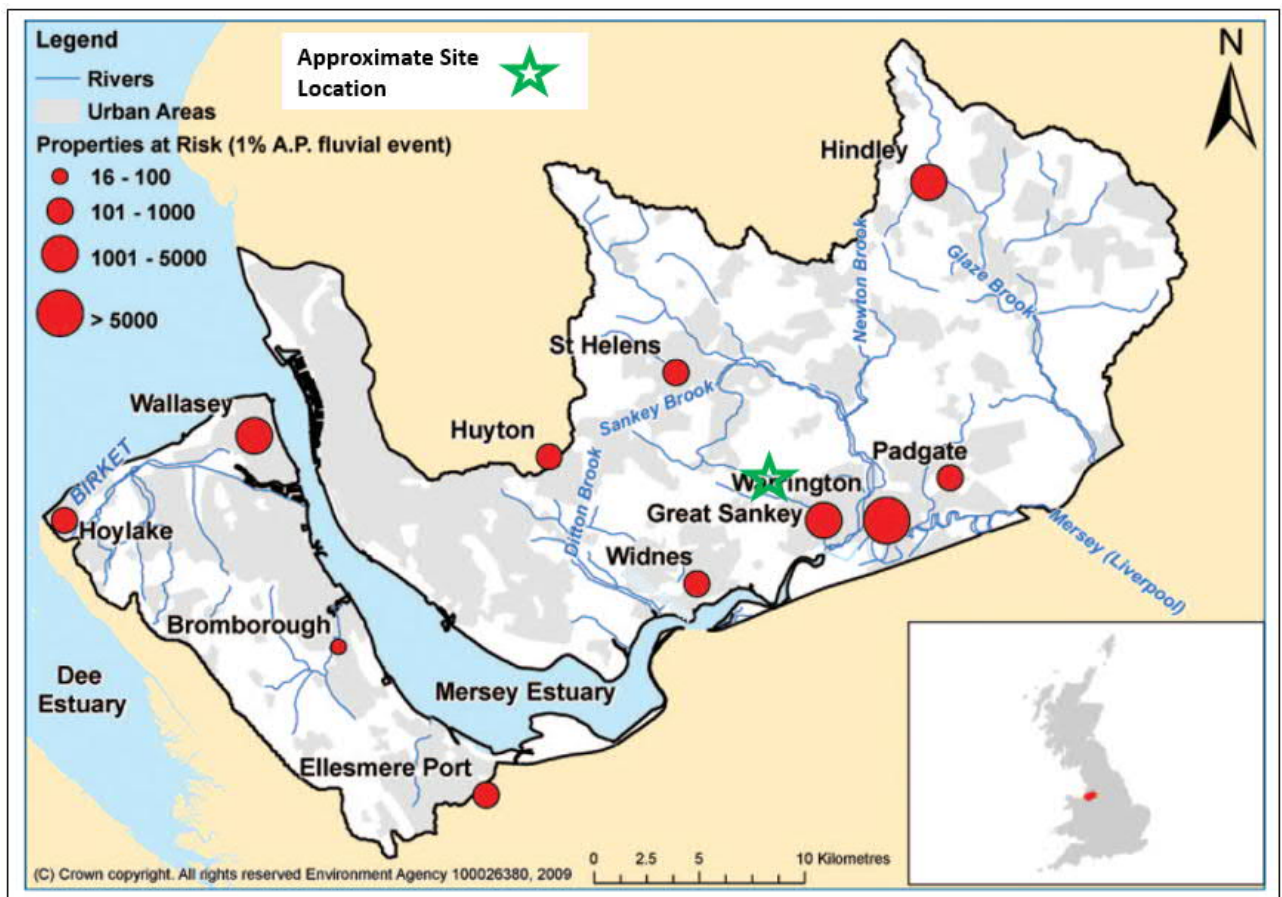 Legend
Rivers
Urban Areas
Properties at Risk (1% A.P. fluvial event)
16 - 100
101 - 1000
1001 - 5000
> 5000
Approximate Site
Location
N
Hindley
Glaze Brook
Newton Brook
St Helens
Sankey Brook
Wallasey
Huyton
Padgate
BIRKET
Ditton Brook
Warrington
Great Sankey
Hoylake
Widnes
Mersey (Liverpool)
Bromborough
Dee
Estuary
Mersey Estuary
Ellesmere Port
0 2.5 5 10 Kilometres
(C) Crown copyright. All rights reserved Environment Agency 100026380, 2009